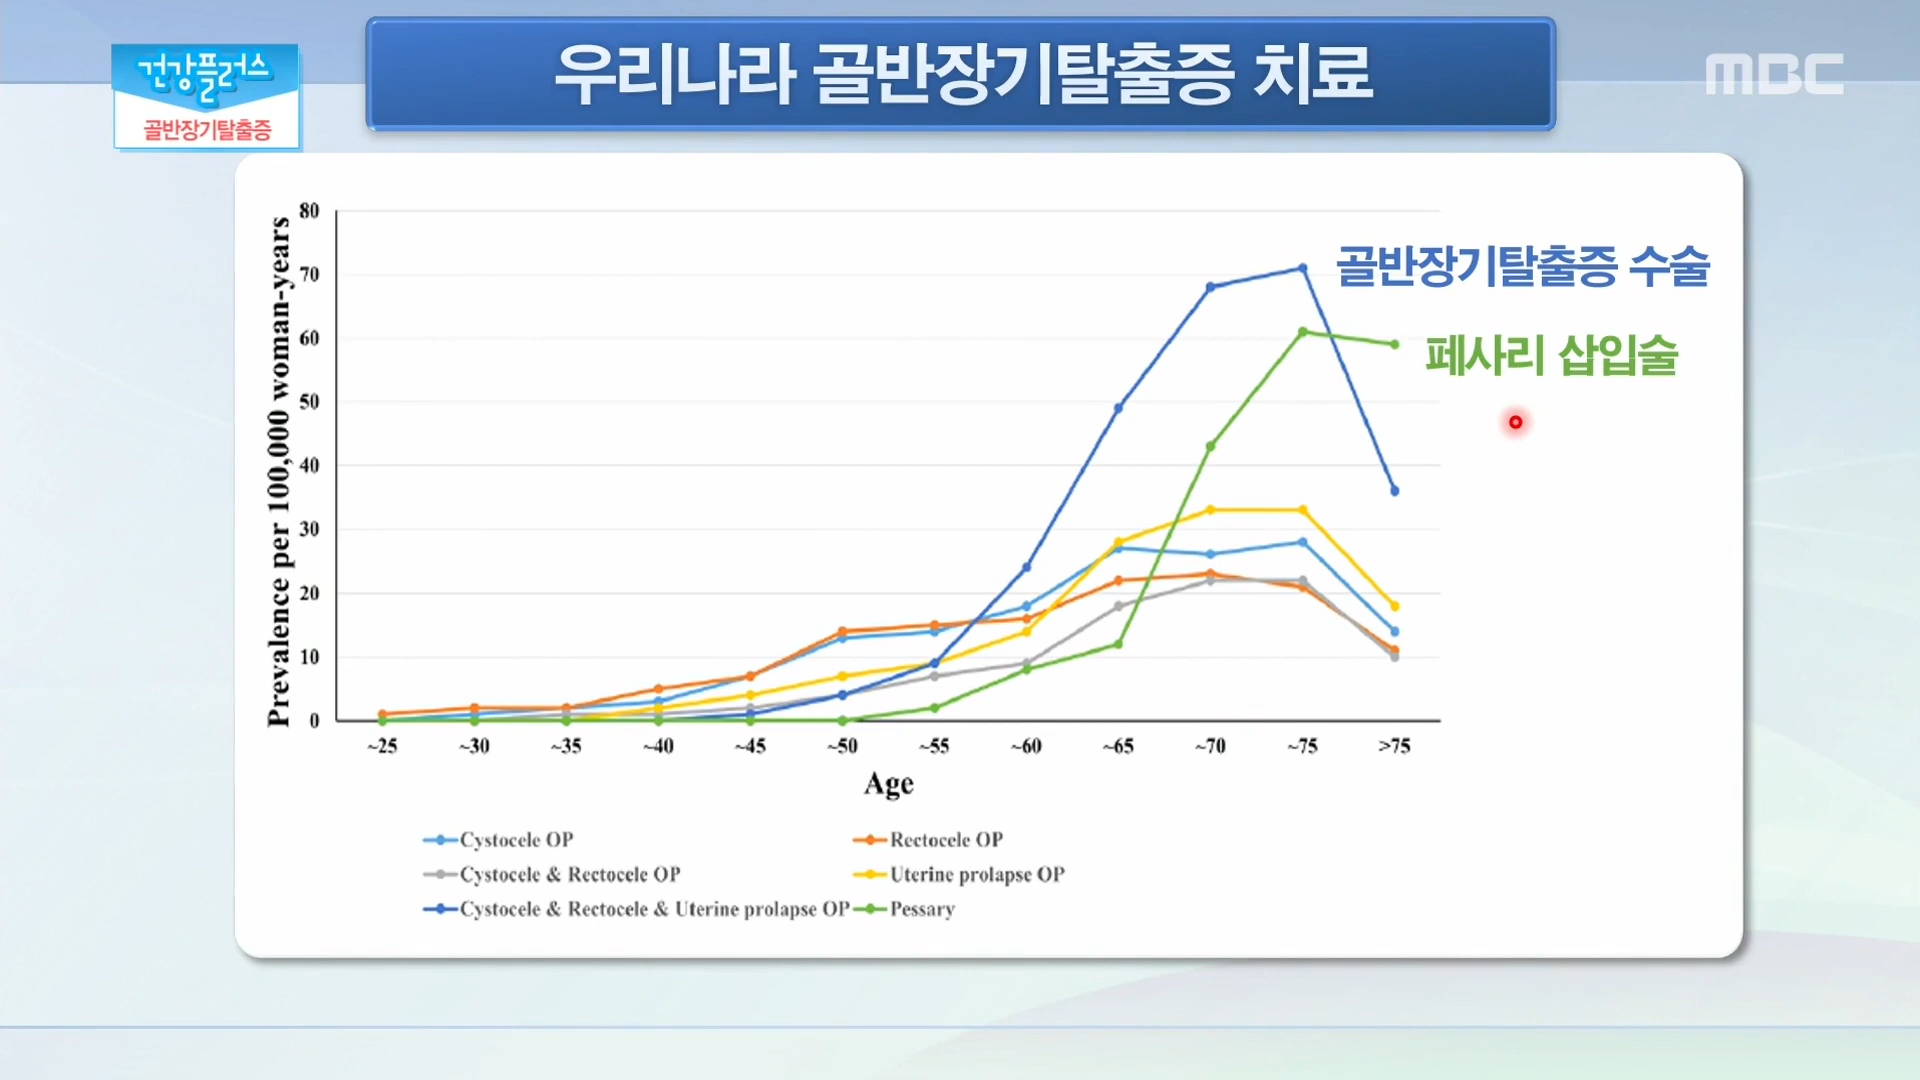 우리나라 골반장기탈출증 치료
건강플러스
골반장기탈출증
MBC
Prevalence per 100,000 woman-years
80
70
60
50
40
30
20
10
0
골반장기탈출증 수술
페사리 삽입술
~25 ~30 ~35 ~40 ~45 ~50 ~55 ~60 ~65 ~70 ~75 >75
Age
Cystocele OP Rectocele OP
Cystocele & Rectocele OP Uterine prolapse OP
Cystocele & Rectocele & Uterine prolapse OP Pessary